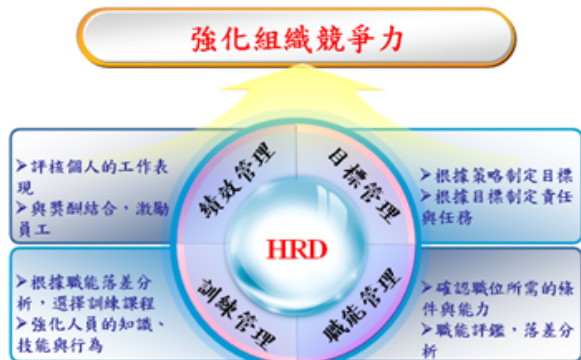 強化組織競爭力
➢評核個人的工作表
現
➢與獎酬結合，激勵
員工
績效管理
目標管理
➢根據策略制定目標
➢根據目標制定責任
與任務
HRD
➢根據職能落差分
析，選擇訓練課程
➢強化人員的知識、
技能與行為
訓練管理
職能管理
➢確認職位所需的條
件與能力
➢職能評鑑，落差分
析